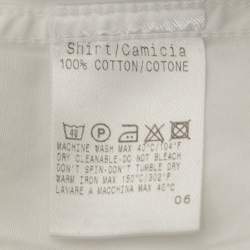 Shirt/Camicia
100% COTTON/COTONE
40 P
MACHINE WASH MAX 40°C/104°F
DRY CLEANABLE-DO NOT BLEACH
DON'T SPIN-DON'T TUMBLE DRY
WARM IRON MAX 150°C/302°F
LAVARE A MACCHINA MAX 40°C
06